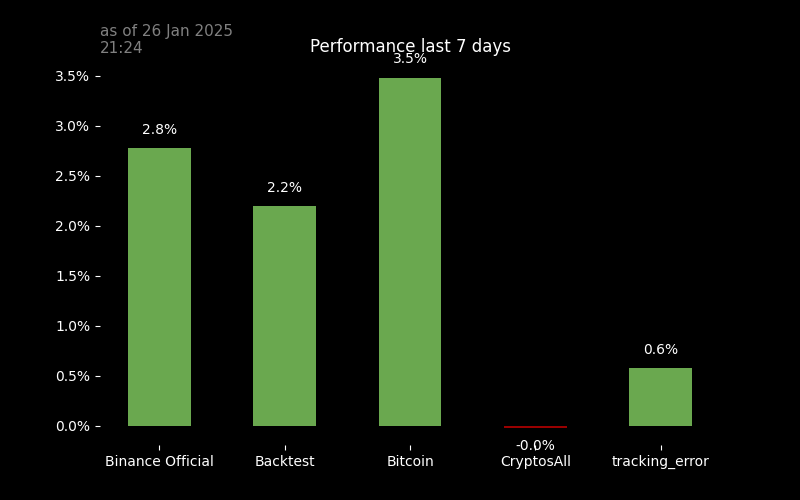 as of 26 Jan 2025
21:24
Performance last 7 days
3.5%
3.5%
3.0%
2.8%
2.5%
2.2%
2.0%
1.5%
1.0%
0.6%
0.5%
0.0%
-0.0%
Binance Official
Backtest
Bitcoin
CryptosAll
tracking_error